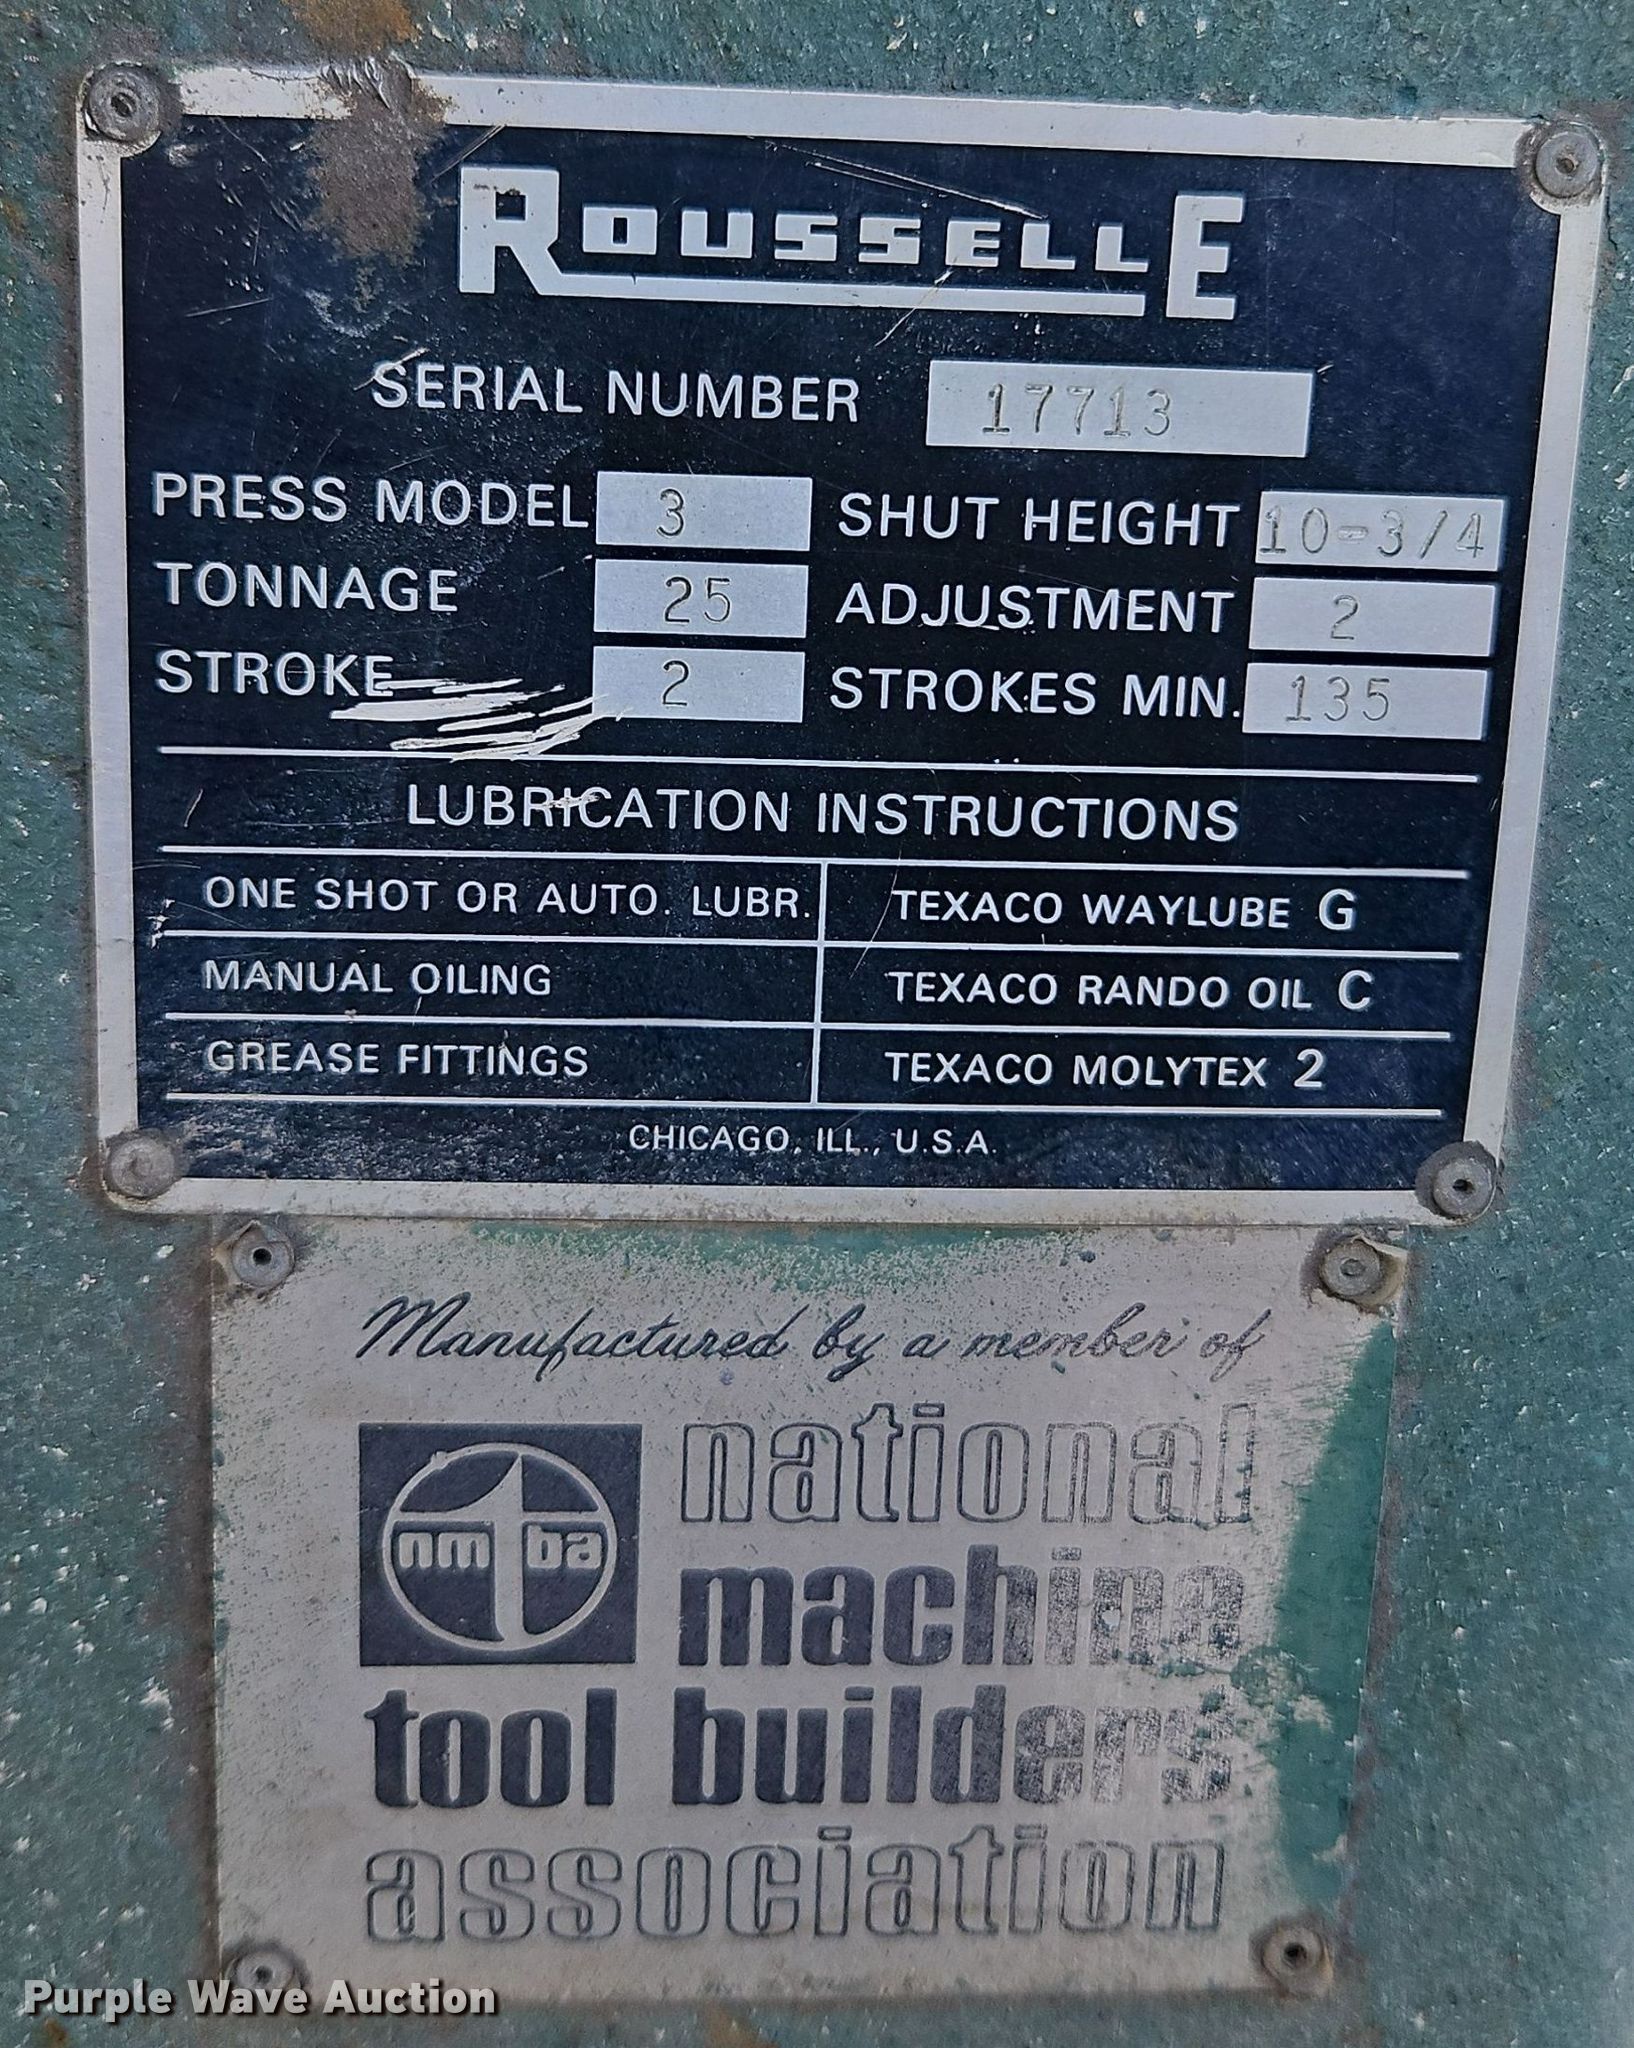 ROUSSELLE
SERIAL NUMBER 17713
PRESS MODEL 3 SHUT HEIGHT 10-3/4
TONNAGE 25 ADJUSTMENT 2
STROKE 2 STROKES MIN. 135
LUBRICATION INSTRUCTIONS
ONE SHOT OR AUTO. LUBR. TEXACO WAYLUBE G
MANUAL OILING TEXACO RANDO OIL C
GREASE FITTINGS TEXACO MOLYTEX 2
CHICAGO, ILL., U.S.A.
Manufactured by a member of
national
nmtba
machine
tool builders'
association
Purple Wave Auction